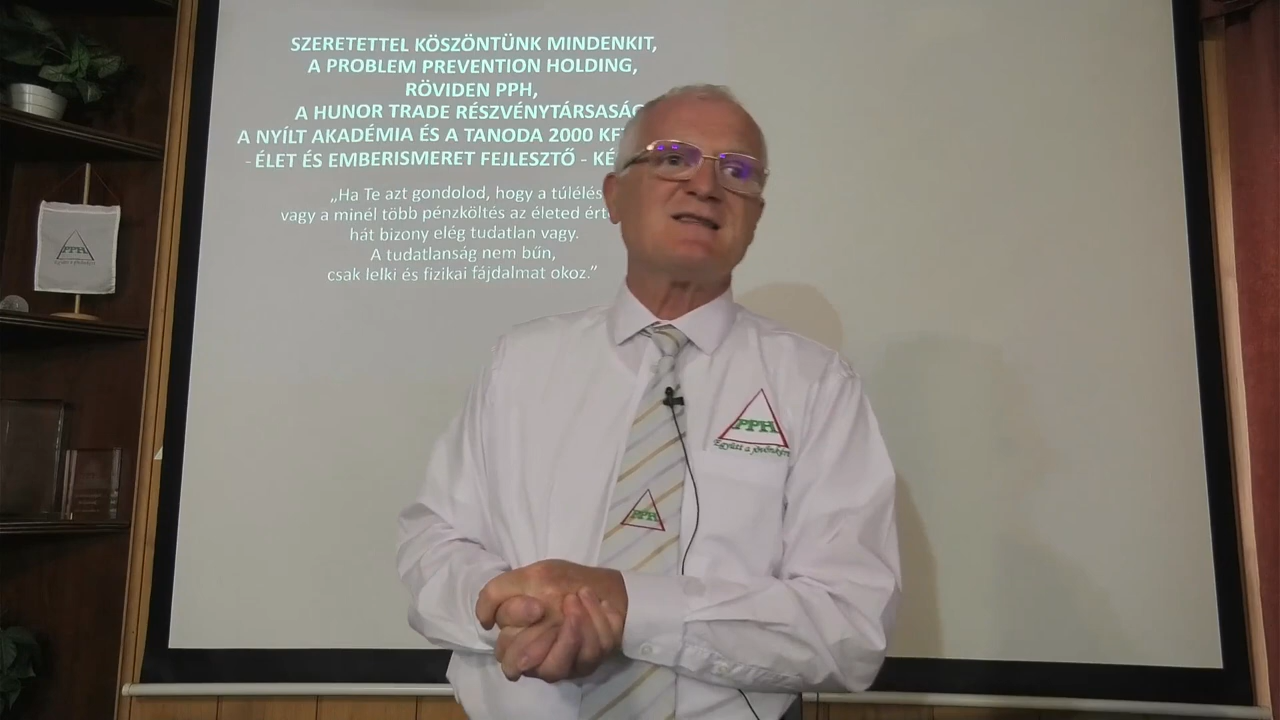 SZERETETTEL KÖSZÖNTÜNK MINDENKIT,
A PROBLEM PREVENTION HOLDING,
RÖVIDEN PPH,
A HUNOR TRADE RÉSZVÉNYTÁRSASÁG
A NYÍLT AKADÉMIA ÉS A TANODA 2000
- ÉLET ÉS EMBERISMERET FEJLESZTŐ -
„Ha Te azt gondolod, hogy a túlélés
vagy a minél több pénzköltés az életed
hát bizony elég tudatlan vagy.
A tudatlanság nem bűn,
csak lelki és fizikai fájdalmat okoz.”
PPH
PPH
Együtt a jövőnkért
PPH